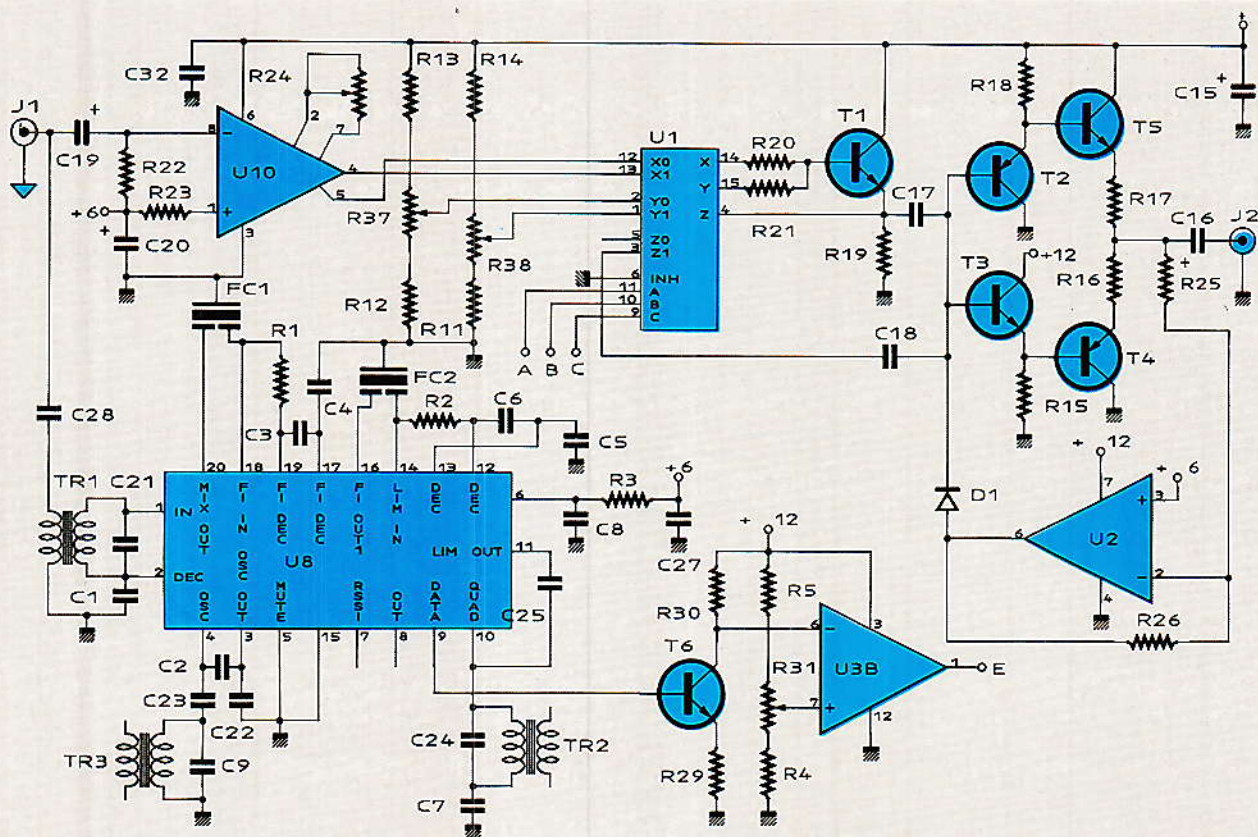 +
J2
J1
C32
R24
R13
R14
R18
C15
+
T5
T1
T2
U1
C19
+
R22
R23
+6
+
C20
8
−
1
+
U10
6
2
7
4
5
3
R37
R38
R12
R11
12 X0 X 14
13 X1
Y 15
2 Y0
1 Y1 Z 4
5 Z0
3 Z1
6 INH
11 A
10 B
9 C
R20
R21
C17
R19
R17
C16
+
R16
R25
T3
+12
T4
R15
C18
A B C
FC1
R1
FC2
C4
C3
R2
C6
C5
C28
TR1
C21
C1
20 18 19 17 16 14 13 12
MIX OUT
FI IN
FI DEC
FI DEC
FI OUT1
LIM IN
DEC
DEC
1 IN
2 DEC
U8
6
LIM OUT
11
OSC
OSC OUT
MUTE
RSSI
OUT
DATA
QUAD
4 3 5 15 7 8 9 10
R3
+
6
C8
C27
C25
C2
C23
C22
TR3
C9
C24
TR2
C7
+ 12
R30
R5
T6
R31
R29
R4
6 −
7 +
U3B
3
1
12
E
D1
+
12
7
+
6
3 +
2 −
6
U2
4
R26